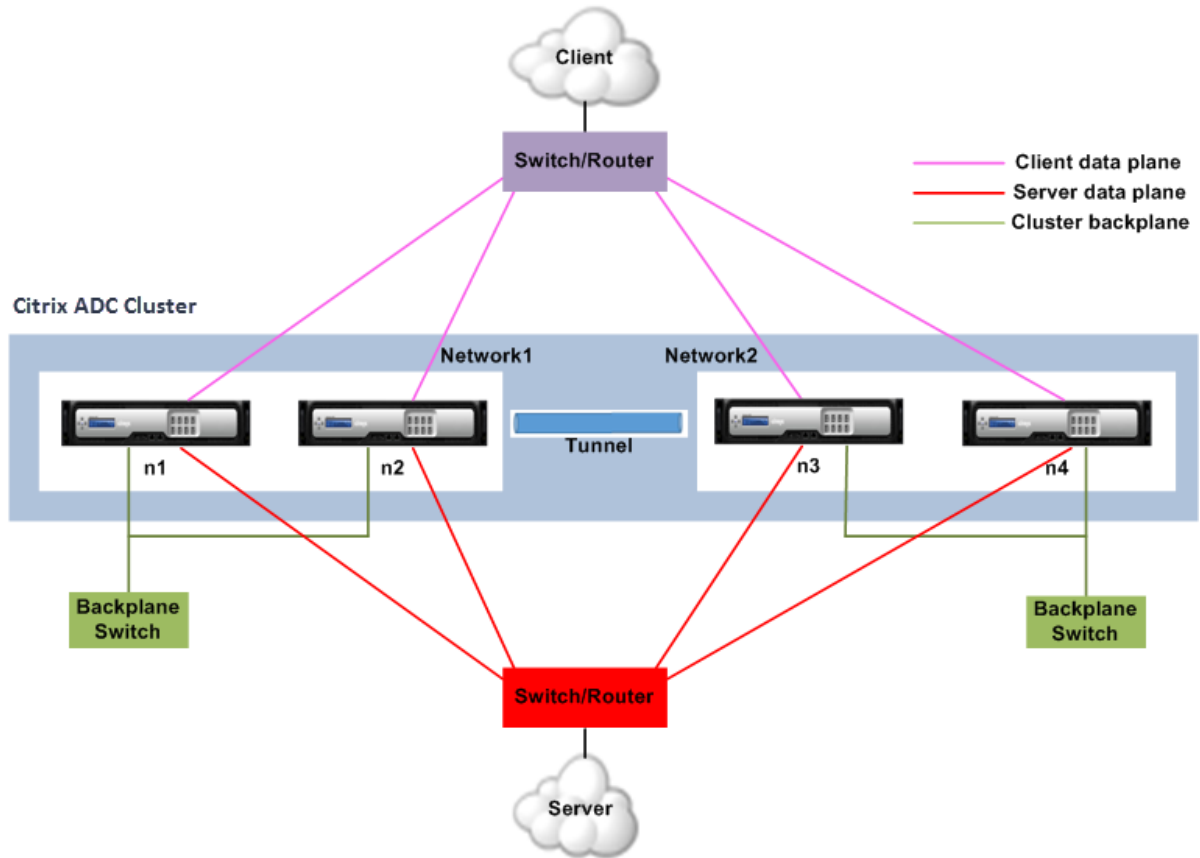 Client
Switch/Router
Client data plane
Server data plane
Cluster backplane
Citrix ADC Cluster
Network1
Network2
Tunnel
n1
n2
n3
n4
Backplane
Switch
Backplane
Switch
Switch/Router
Server